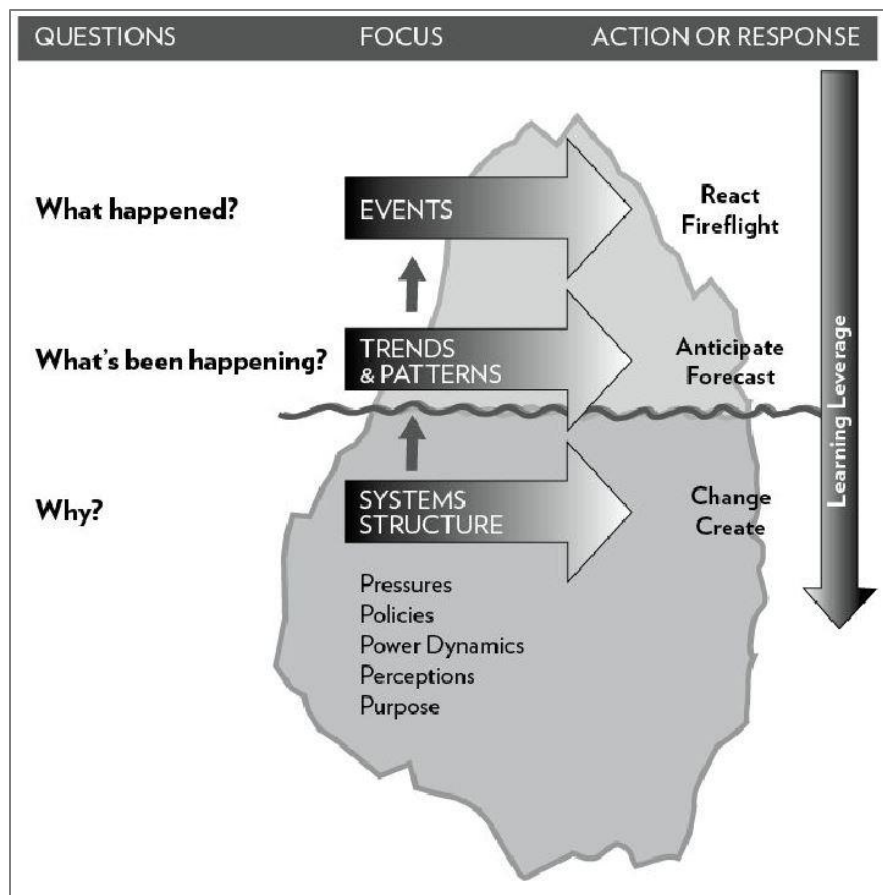 QUESTIONS FOCUS ACTION OR RESPONSE
What happened?
EVENTS
React
Fireflight
What's been happening?
TRENDS
& PATTERNS
Anticipate
Forecast
Why?
SYSTEMS
STRUCTURE
Change
Create
Pressures
Policies
Power Dynamics
Perceptions
Purpose
Learning Leverage